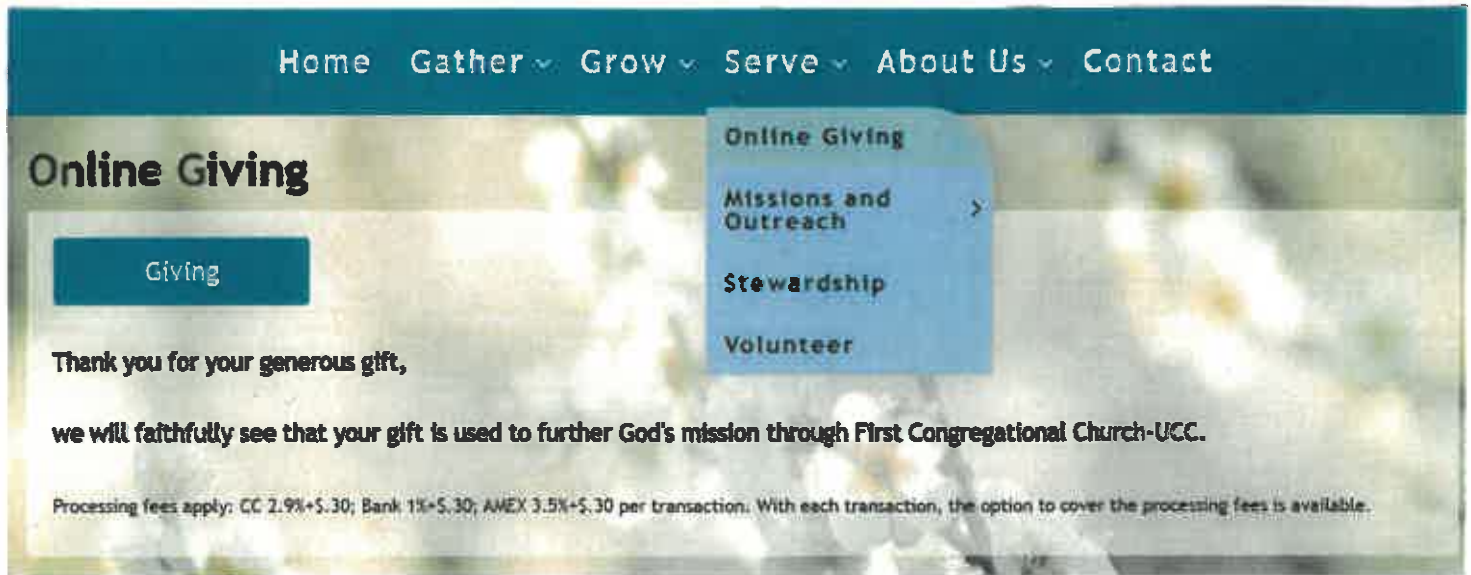 Home Gather Grow Serve About Us Contact
Online Giving
Missions and
Outreach
Stewardship
Volunteer
Online Giving
Giving
Thank you for your generous gift,
we will faithfully see that your gift is used to further God's mission through First Congregational Church-UCC.
Processing fees apply: CC 2.9%+$.30; Bank 1%+$.30; AMEX 3.5%+$.30 per transaction. With each transaction, the option to cover the processing fees is available.